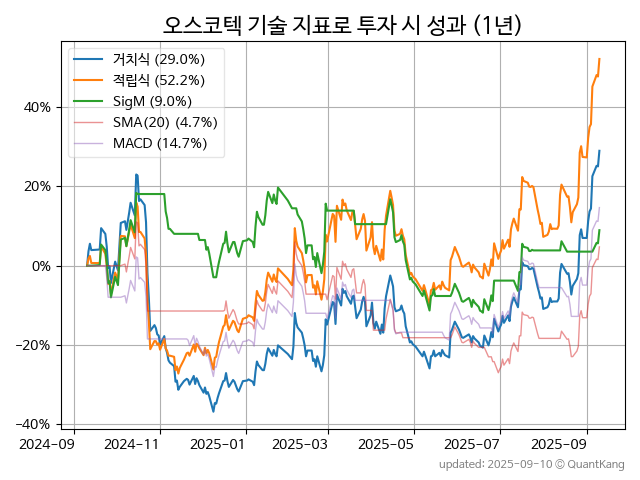 오스코텍 기술 지표로 투자 시 성과 (1년)
거치식 (29.0%)
적립식 (52.2%)
SigM (9.0%)
SMA(20) (4.7%)
MACD (14.7%)
40%
20%
0%
−20%
−40%
2024−09 2024−11 2025−01 2025−03 2025−05 2025−07 2025−09
updated: 2025−09−10 ⓒ QuantKang